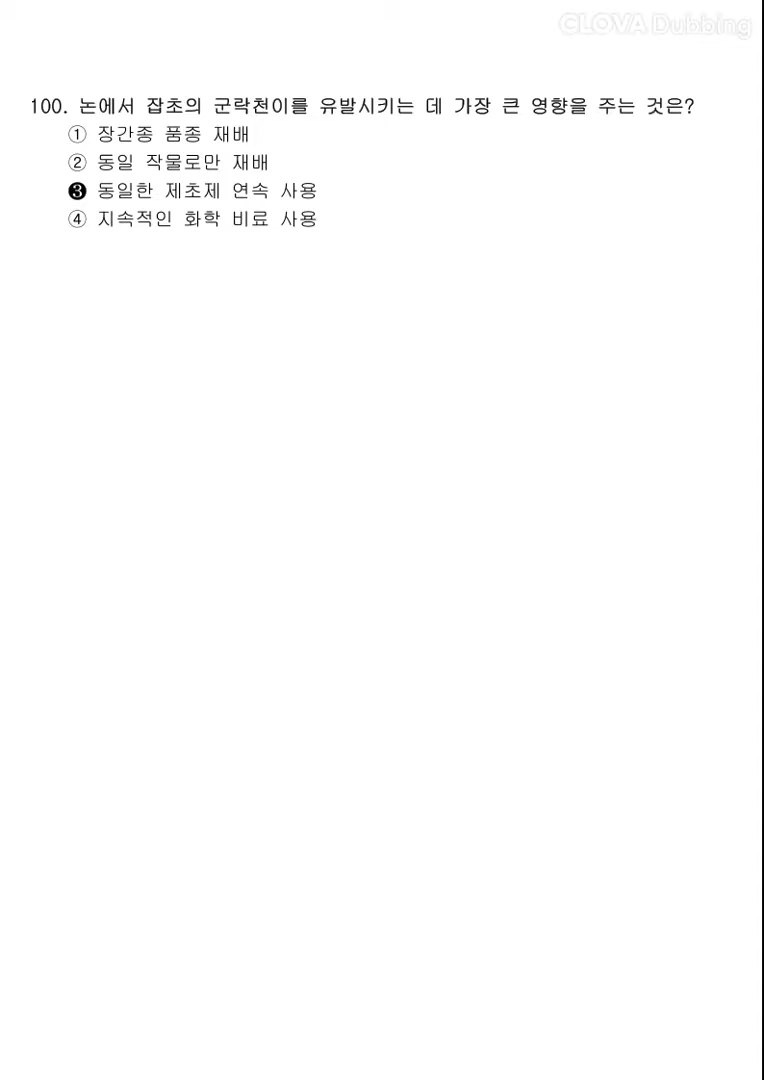 CLOVA Dubbing
100. 논에서 잡초의 군락천이를 유발시키는 데 가장 큰 영향을 주는 것은?
① 장간종 품종 재배
② 동일 작물로만 재배
❸ 동일한 제초제 연속 사용
④ 지속적인 화학 비료 사용